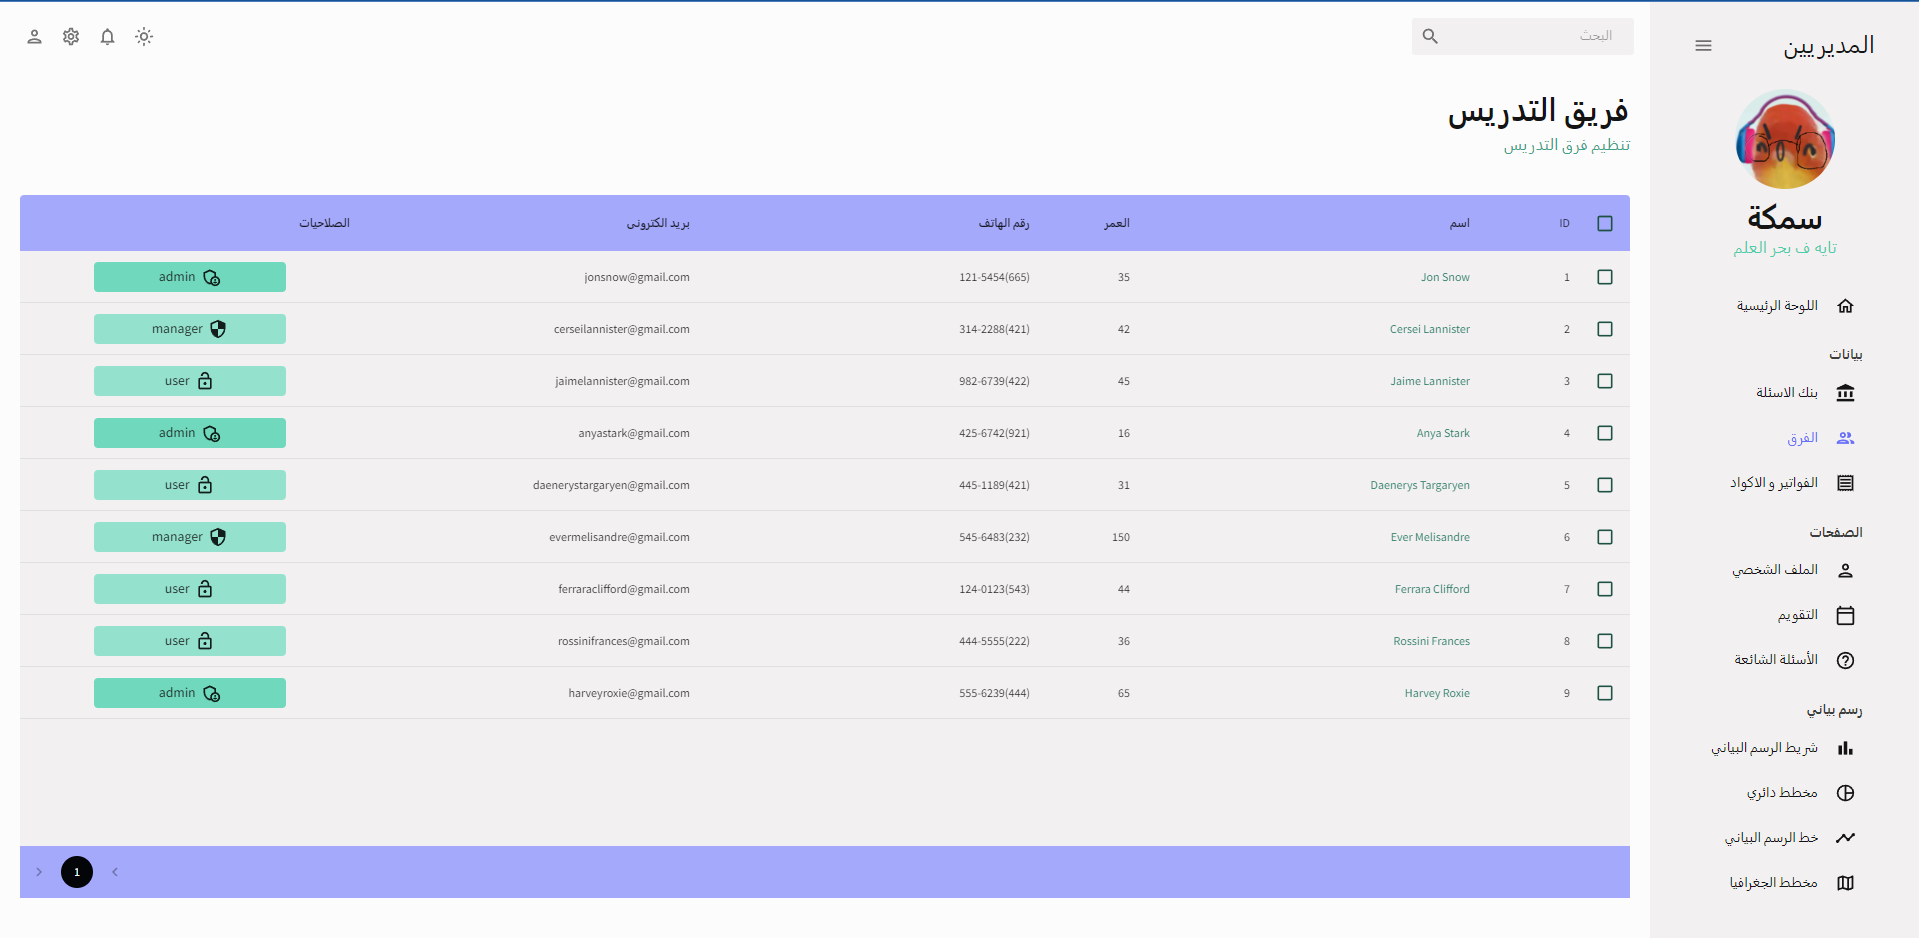 المديريين
سمكة
تايه ف بحر العلم
اللوحة الرئيسية
بيانات
بنك الاسئلة
الفرق
الفواتير و الاكواد
الصفحات
الملف الشخصي
التقويم
الأسئلة الشائعة
رسم بياني
شريط الرسم البياني
مخطط دائري
خط الرسم البياني
مخطط الجغرافيا
البحث
فريق التدريس
تنظيم فرق التدريس
ID اسم العمر رقم الهاتف بريد الكترونى الصلاحيات
1 Jon Snow 35 121-5454(665) jonsnow@gmail.com admin
2 Cersei Lannister 42 314-2288(421) cerseilannister@gmail.com manager
3 Jaime Lannister 45 982-6739(422) jaimelannister@gmail.com user
4 Anya Stark 16 425-6742(921) anyastark@gmail.com admin
5 Daenerys Targaryen 31 445-1189(421) daenerystargaryen@gmail.com user
6 Ever Melisandre 150 545-6483(232) evermelisandre@gmail.com manager
7 Ferrara Clifford 44 124-0123(543) ferraraclifford@gmail.com user
8 Rossini Frances 36 444-5555(222) rossinifrances@gmail.com user
9 Harvey Roxie 65 555-6239(444) harveyroxie@gmail.com admin
1